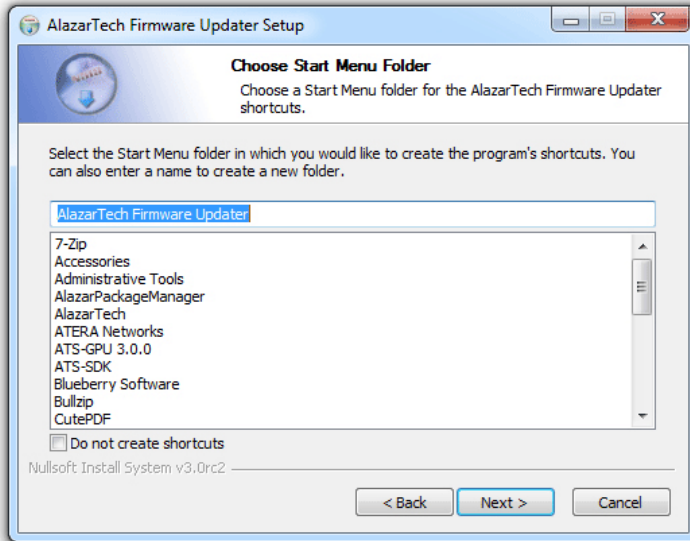 AlazarTech Firmware Updater Setup
Choose Start Menu Folder
Choose a Start Menu folder for the AlazarTech Firmware Updater
shortcuts.
Select the Start Menu folder in which you would like to create the program's shortcuts. You
can also enter a name to create a new folder.
AlazarTech Firmware Updater
7-Zip
Accessories
Administrative Tools
AlazarPackageManager
AlazarTech
ATERA Networks
ATS-GPU 3.0.0
ATS-SDK
Blueberry Software
Bullzip
CutePDF
Do not create shortcuts
Nullsoft Install System v3.0rc2
< Back Next > Cancel